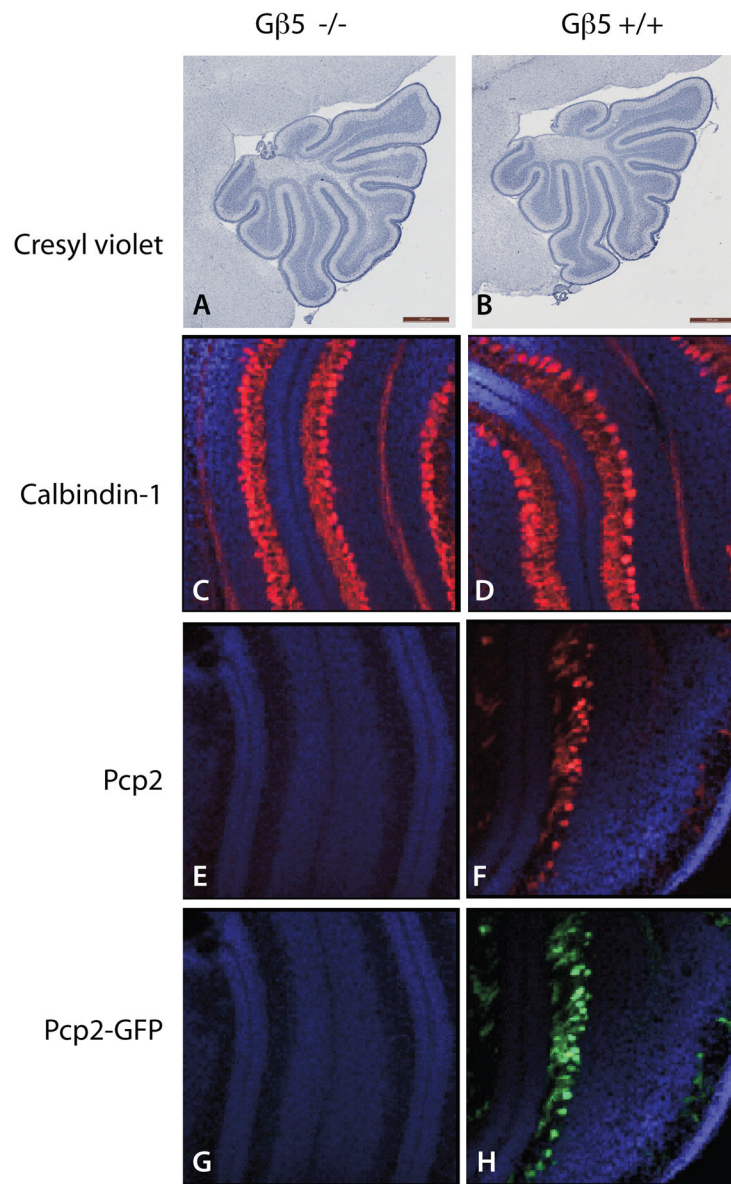 Gβ5 -/-
Gβ5 +/+
Cresyl violet
A
B
Calbindin-1
C
D
Pcp2
E
F
Pcp2-GFP
G
H